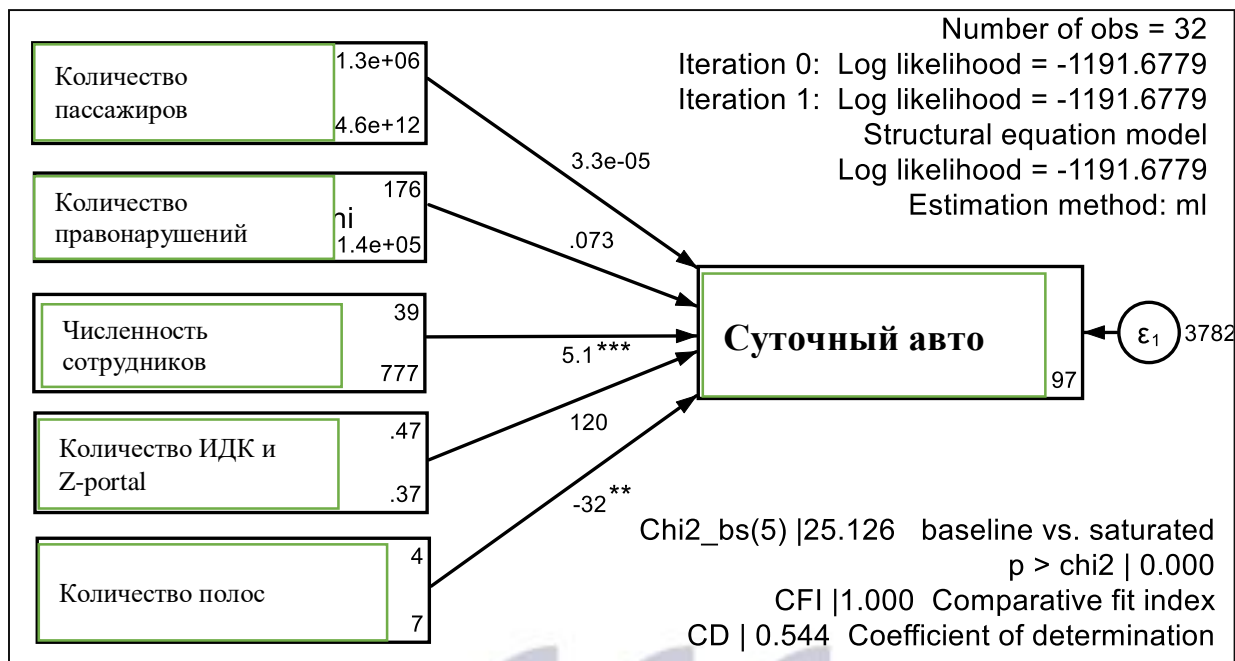 Number of obs = 32
Iteration 0: Log likelihood = -1191.6779
Iteration 1: Log likelihood = -1191.6779
Structural equation model
Log likelihood = -1191.6779
Estimation method: ml
Количество
пассажиров
1.3e+06
4.6e+12
3.3e-05
Количество
правонарушений
176
hi
1.4e+05
.073
Численность
сотрудников
39
777
5.1***
Количество ИДК и
Z-portal
.47
.37
120
Количество полос
4
7
-32**
Суточный авто
97
ε1
3782
Chi2_bs(5) |25.126 baseline vs. saturated
p > chi2 | 0.000
CFI |1.000 Comparative fit index
CD | 0.544 Coefficient of determination